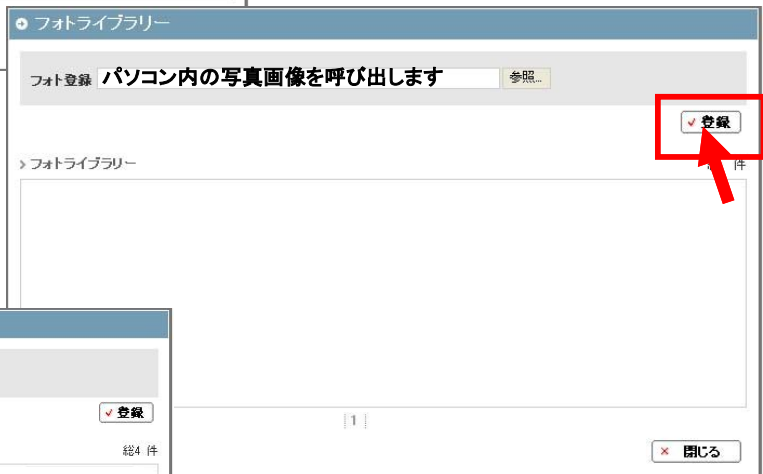 フォトライブラリー
フォト登録 パソコン内の写真画像を呼び出します 参照...
登録
フォトライブラリー
件
1
閉じる
登録
総4 件